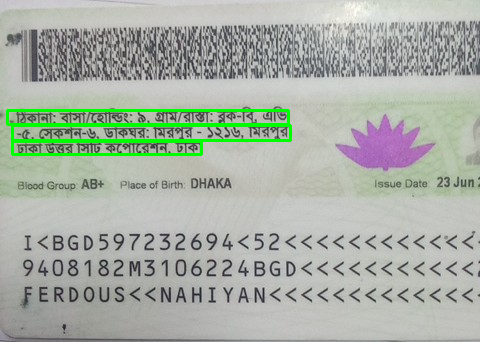 ঠিকানা: বাসা/হোল্ডিং: ৯, গ্রাম/রাস্তা: ব্লক-বি, এভি
-৫, সেকশন-৬, ডাকঘর: মিরপুর - ১২১৬, মিরপুর
ঢাকা উত্তর সিটি কর্পোরেশন, ঢাক
Blood Group: AB+ Place of Birth: DHAKA Issue Date: 23 Jun
I<BGD597232694<52<<<<<<<<<<<<<
9408182M3106224BGD<<<<<<<<<<<
FERDOUS<<NAHIYAN<<<<<<<<<<<<<<